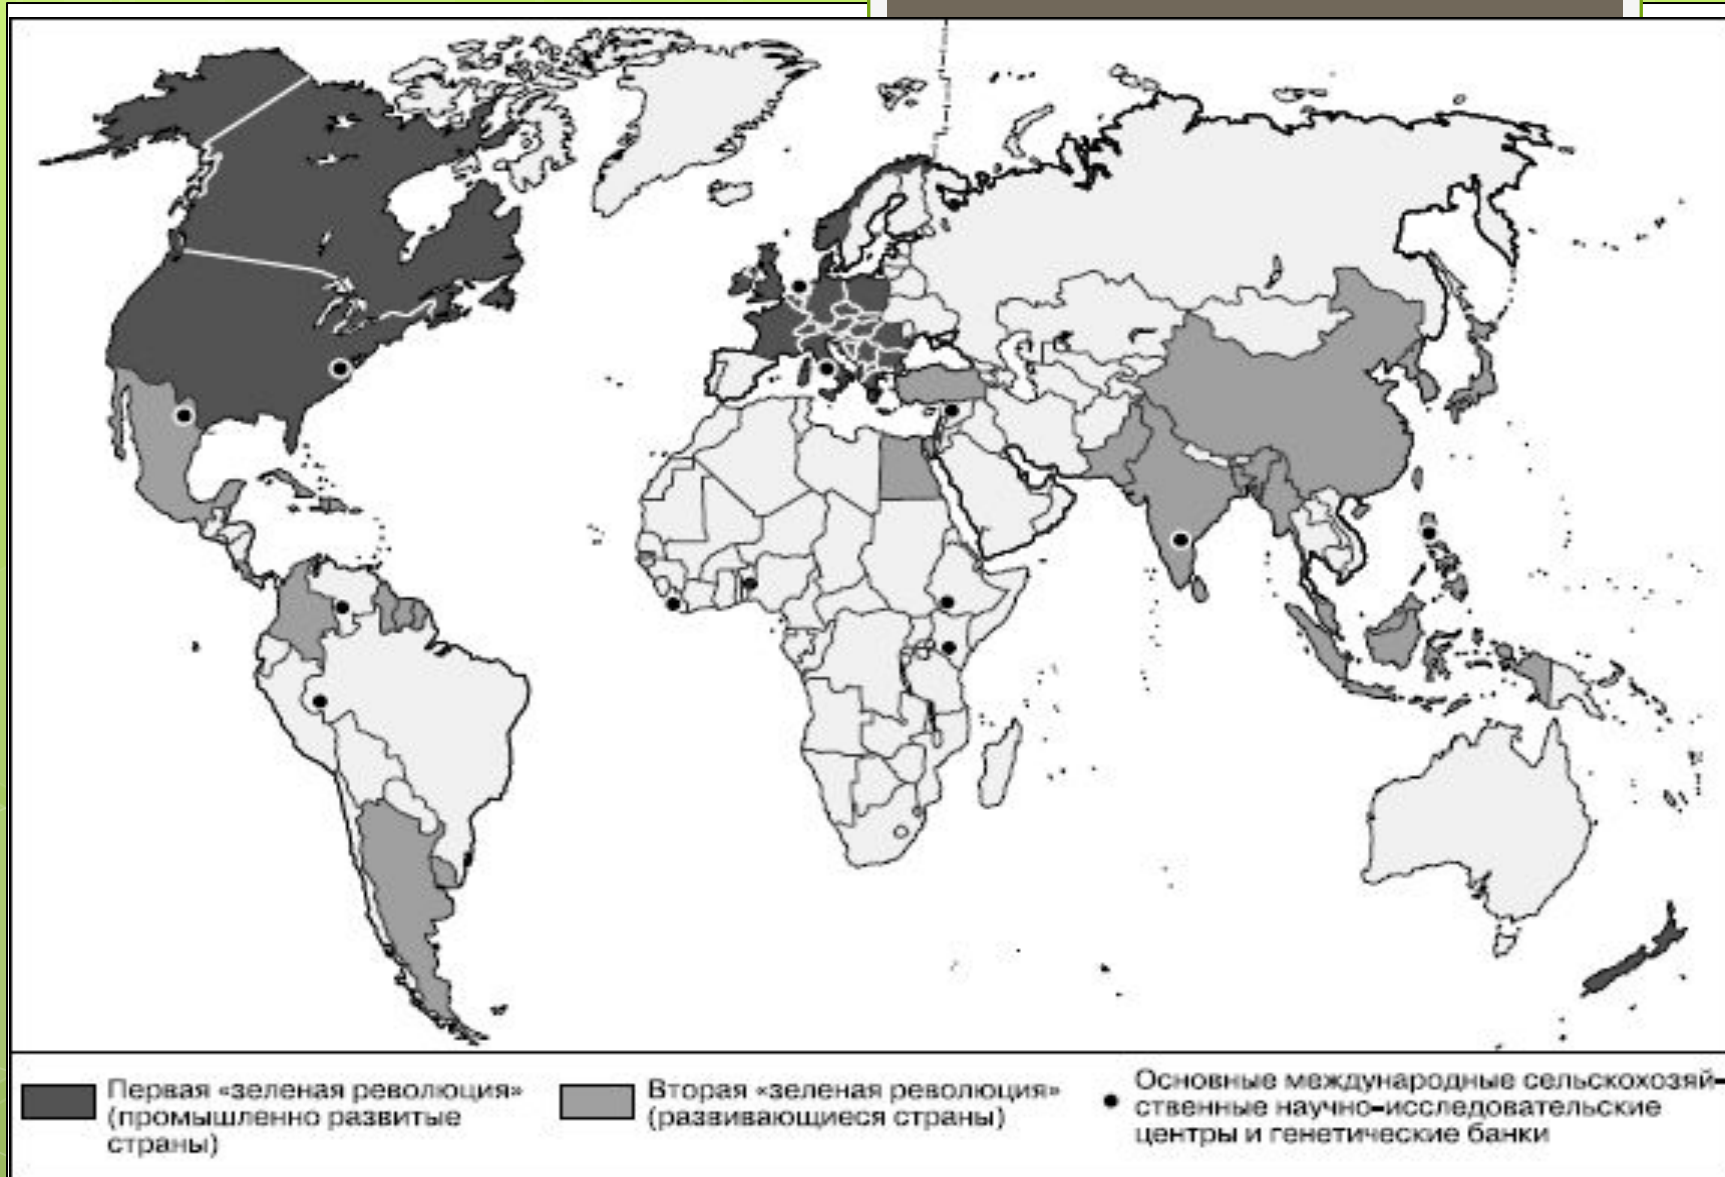 Первая «зеленая революция»
(промышленно развитые
страны)
Вторая «зеленая революция»
(развивающиеся страны)
Основные международные сельскохозяй-
ственные научно-исследовательские
центры и генетические банки